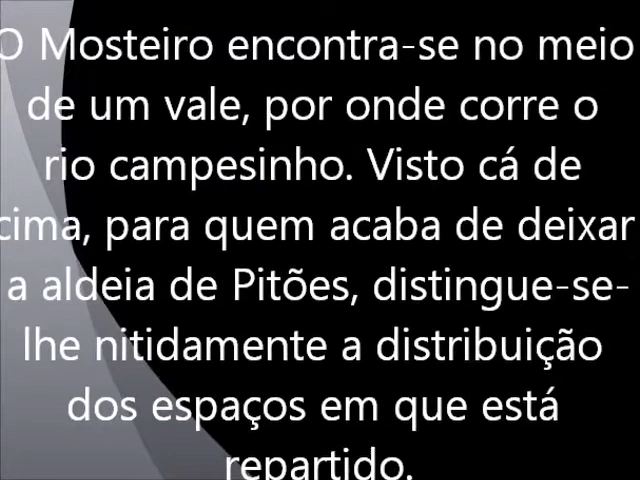 O Mosteiro encontra-se no meio
de um vale, por onde corre o
rio campesinho. Visto cá de
cima, para quem acaba de deixar
a aldeia de Pitões, distingue-se-
lhe nitidamente a distribuição
dos espaços em que está
repartido.